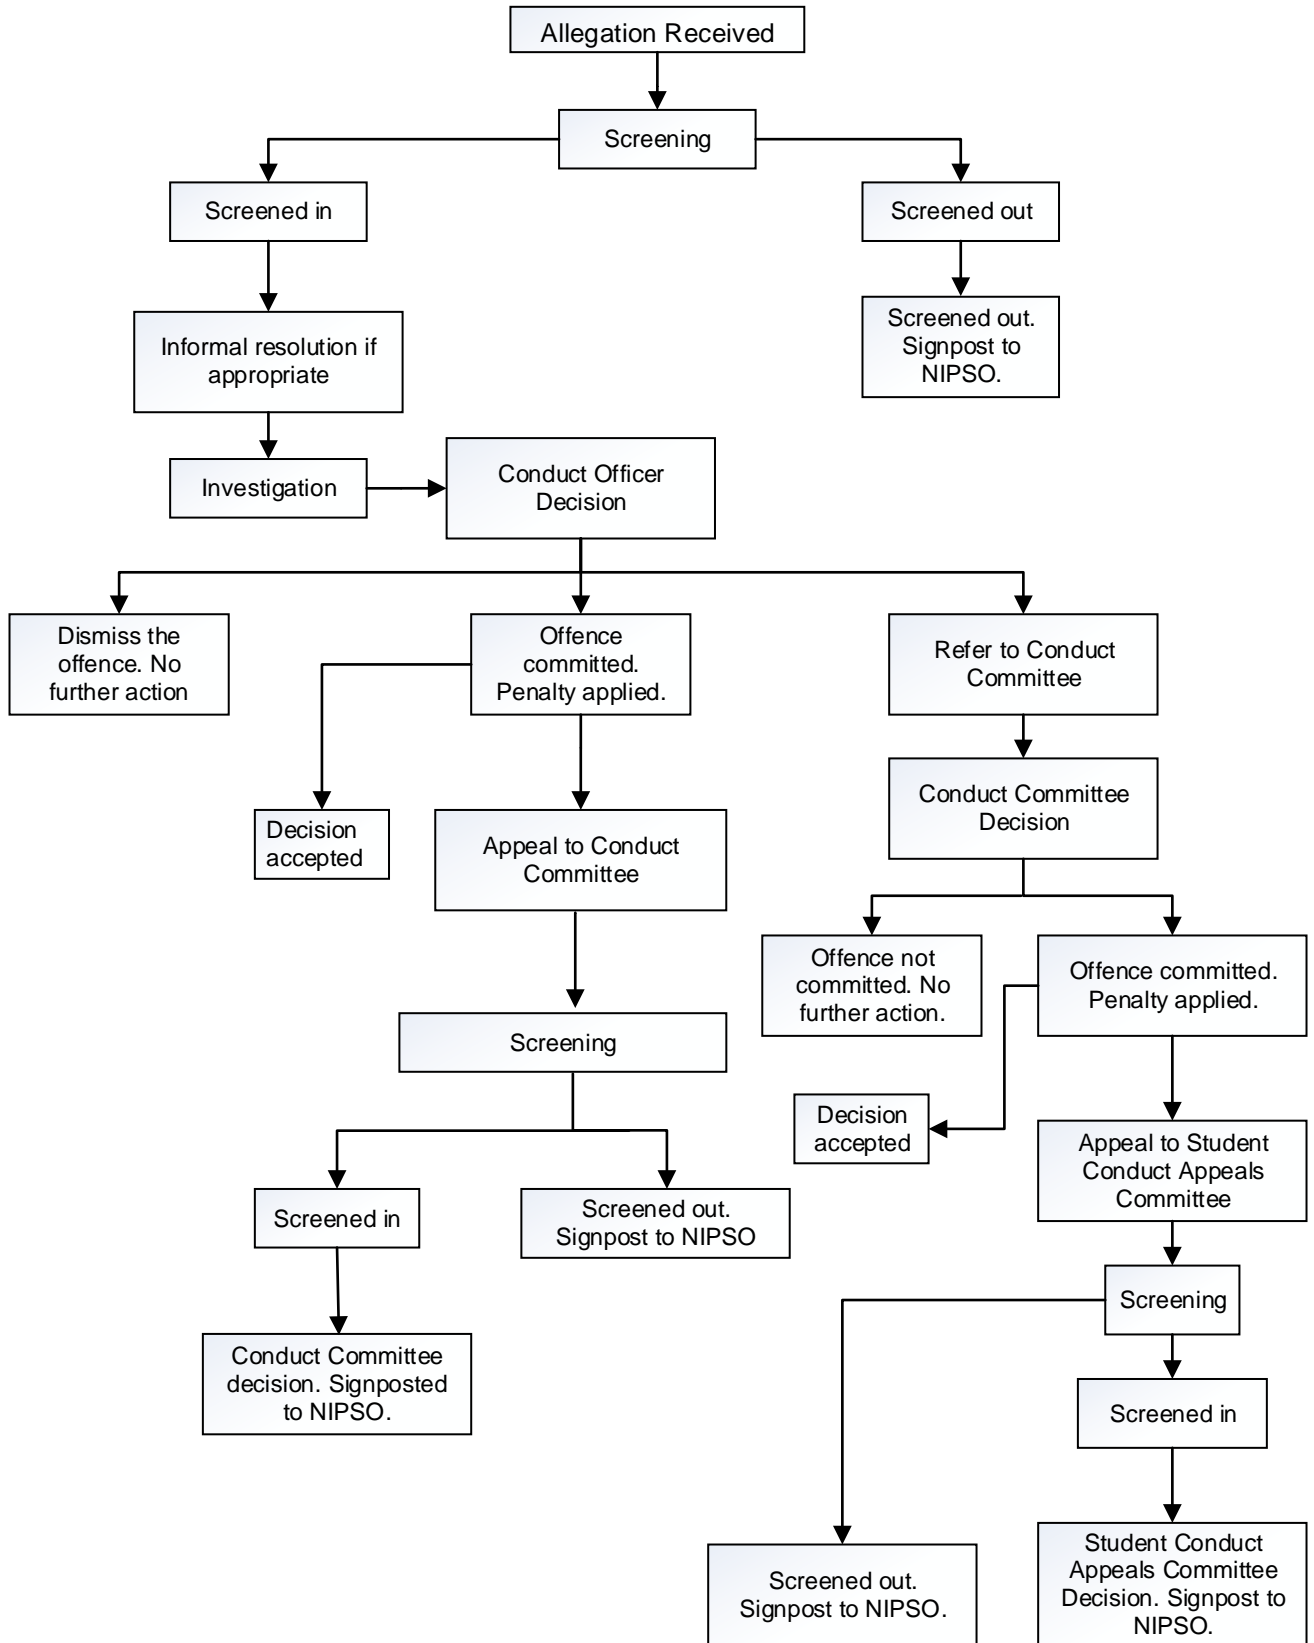 Allegation Received
Screening
Screened in
Screened out
Informal resolution if
appropriate
Screened out.
Signpost to
NIPSO.
Investigation
Conduct Officer
Decision
Dismiss the
offence. No
further action
Offence
committed.
Penalty applied.
Refer to Conduct
Committee
Decision
accepted
Appeal to Conduct
Committee
Conduct Committee
Decision
Offence not
committed. No
further action.
Offence committed.
Penalty applied.
Screening
Decision
accepted
Appeal to Student
Conduct Appeals
Committee
Screened in
Screened out.
Signpost to NIPSO
Screening
Conduct Committee
decision. Signposted
to NIPSO.
Screened in
Screened out.
Signpost to NIPSO.
Student Conduct
Appeals Committee
Decision. Signpost to
NIPSO.